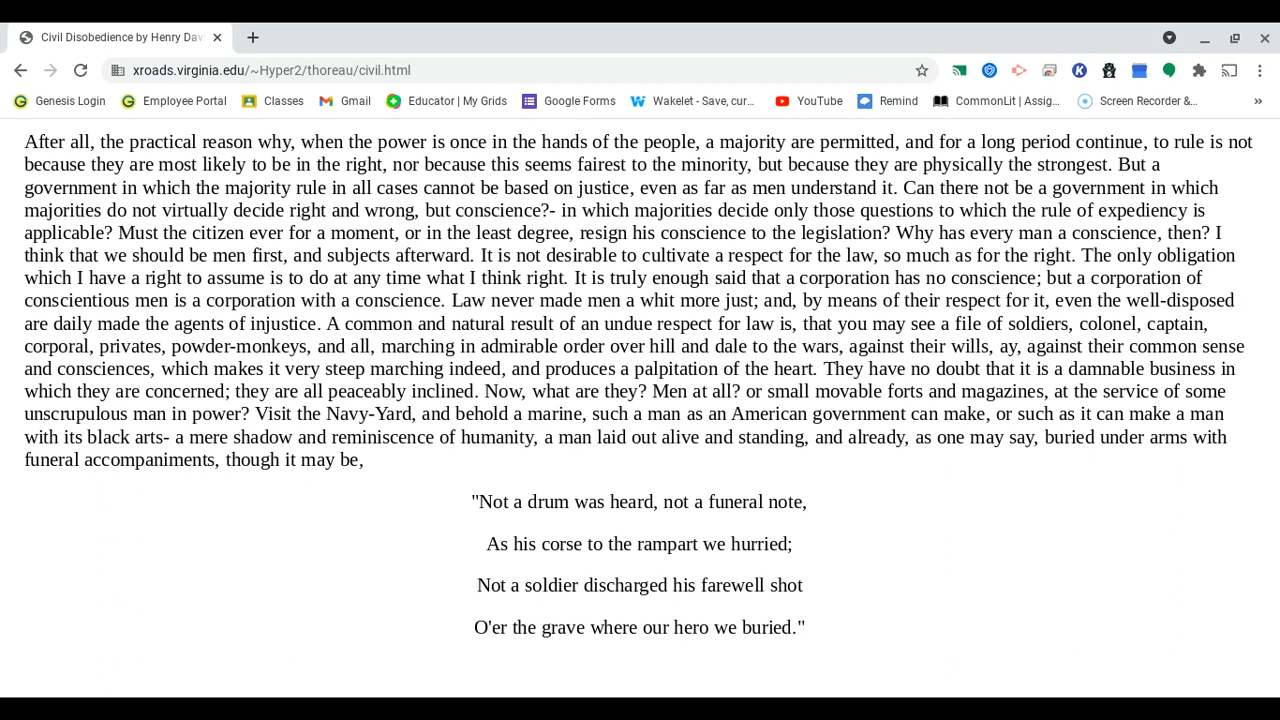 Civil Disobedience by Henry Dav
xroads.virginia.edu/~Hyper2/thoreau/civil.html
Genesis Login Employee Portal Classes Gmail Educator | My Grids Google Forms Wakelet - Save, cur... YouTube Remind CommonLit | Assig... Screen Recorder &... »
After all, the practical reason why, when the power is once in the hands of the people, a majority are permitted, and for a long period continue, to rule is not
because they are most likely to be in the right, nor because this seems fairest to the minority, but because they are physically the strongest. But a
government in which the majority rule in all cases cannot be based on justice, even as far as men understand it. Can there not be a government in which
majorities do not virtually decide right and wrong, but conscience?- in which majorities decide only those questions to which the rule of expediency is
applicable? Must the citizen ever for a moment, or in the least degree, resign his conscience to the legislation? Why has every man a conscience, then? I
think that we should be men first, and subjects afterward. It is not desirable to cultivate a respect for the law, so much as for the right. The only obligation
which I have a right to assume is to do at any time what I think right. It is truly enough said that a corporation has no conscience; but a corporation of
conscientious men is a corporation with a conscience. Law never made men a whit more just; and, by means of their respect for it, even the well-disposed
are daily made the agents of injustice. A common and natural result of an undue respect for law is, that you may see a file of soldiers, colonel, captain,
corporal, privates, powder-monkeys, and all, marching in admirable order over hill and dale to the wars, against their wills, ay, against their common sense
and consciences, which makes it very steep marching indeed, and produces a palpitation of the heart. They have no doubt that it is a damnable business in
which they are concerned; they are all peaceably inclined. Now, what are they? Men at all? or small movable forts and magazines, at the service of some
unscrupulous man in power? Visit the Navy-Yard, and behold a marine, such a man as an American government can make, or such as it can make a man
with its black arts- a mere shadow and reminiscence of humanity, a man laid out alive and standing, and already, as one may say, buried under arms with
funeral accompaniments, though it may be,
"Not a drum was heard, not a funeral note,
As his corse to the rampart we hurried;
Not a soldier discharged his farewell shot
O'er the grave where our hero we buried."